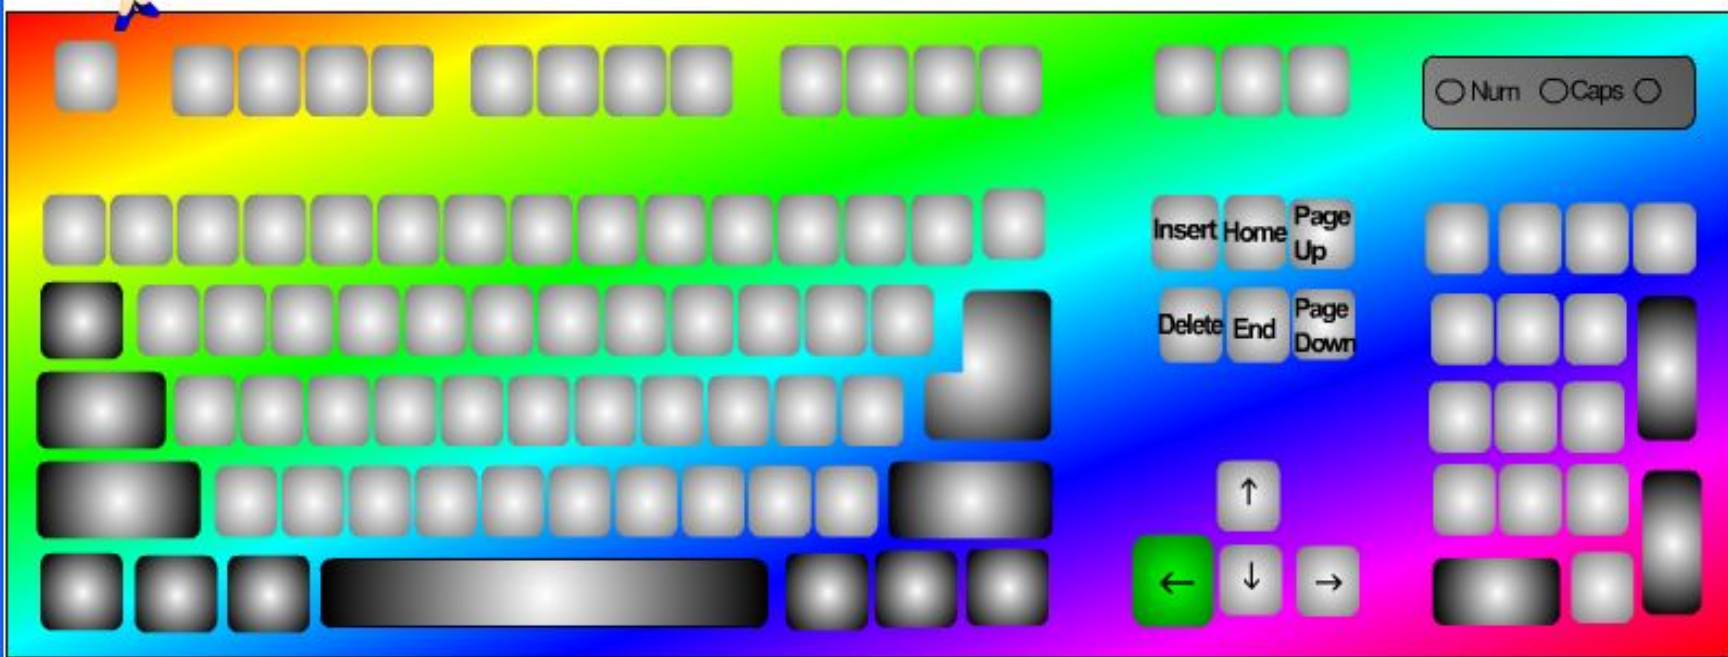 Num Caps
Insert Home Page Up
Delete End Page Down
↑
← ↓ →